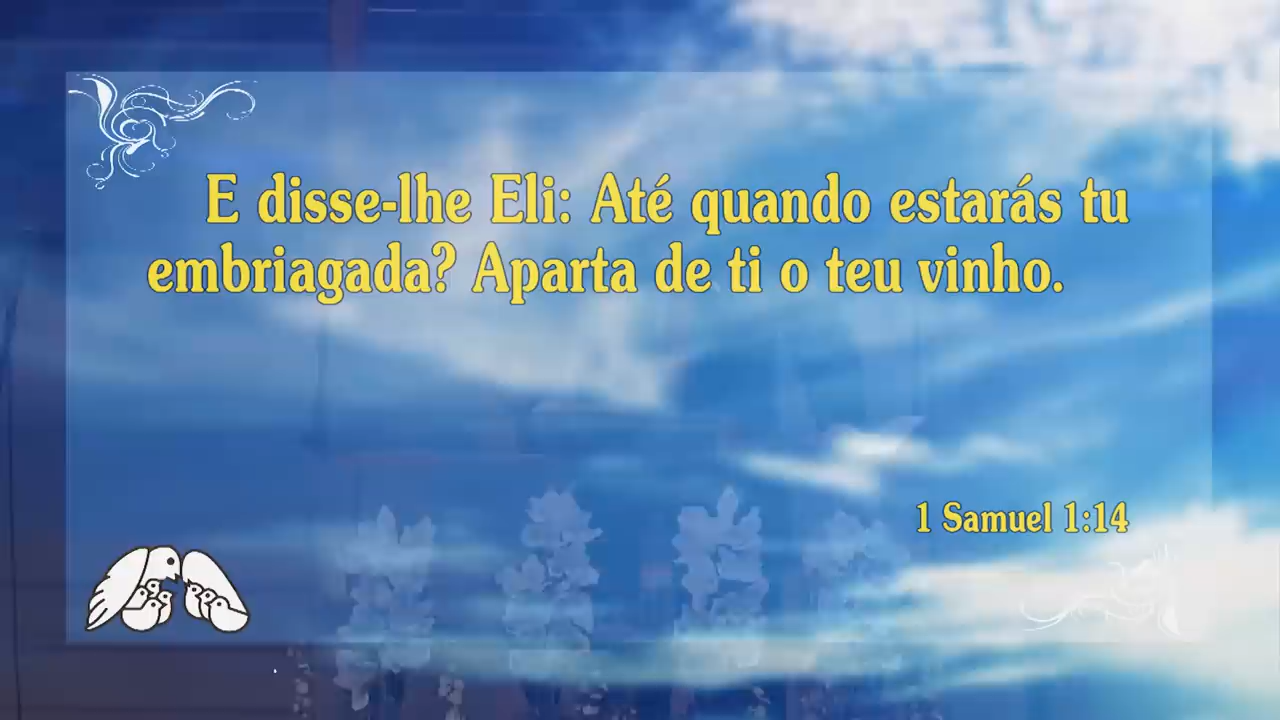 E disse-lhe Eli: Até quando estarás tu
embriagada? Aparta de ti o teu vinho.
1 Samuel 1:14